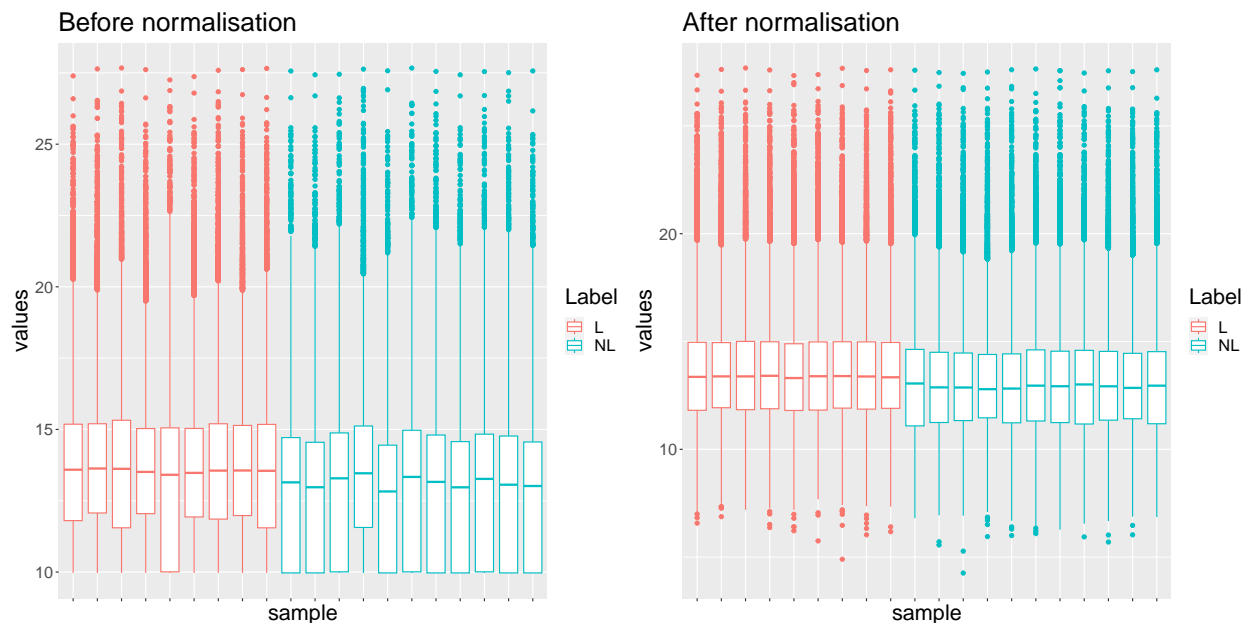 Before normalisation
25
20
15
10
values
sample
Label
L
NL
After normalisation
20
10
values
sample
Label
L
NL